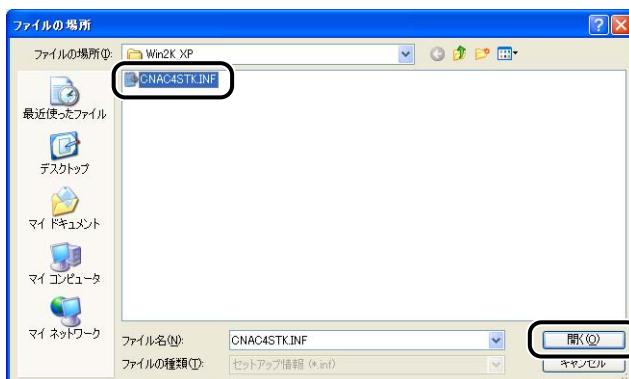 ファイルの場所
ファイルの場所(I):
Win2K_XP
CNAC4STK.INF
最近使ったファイル
デスクトップ
マイ ドキュメント
マイ コンピュータ
マイ ネットワーク
ファイル名(N):
CNAC4STK.INF
開く(O)
ファイルの種類(T):
セットアップ情報 (*.inf)
キャンセル